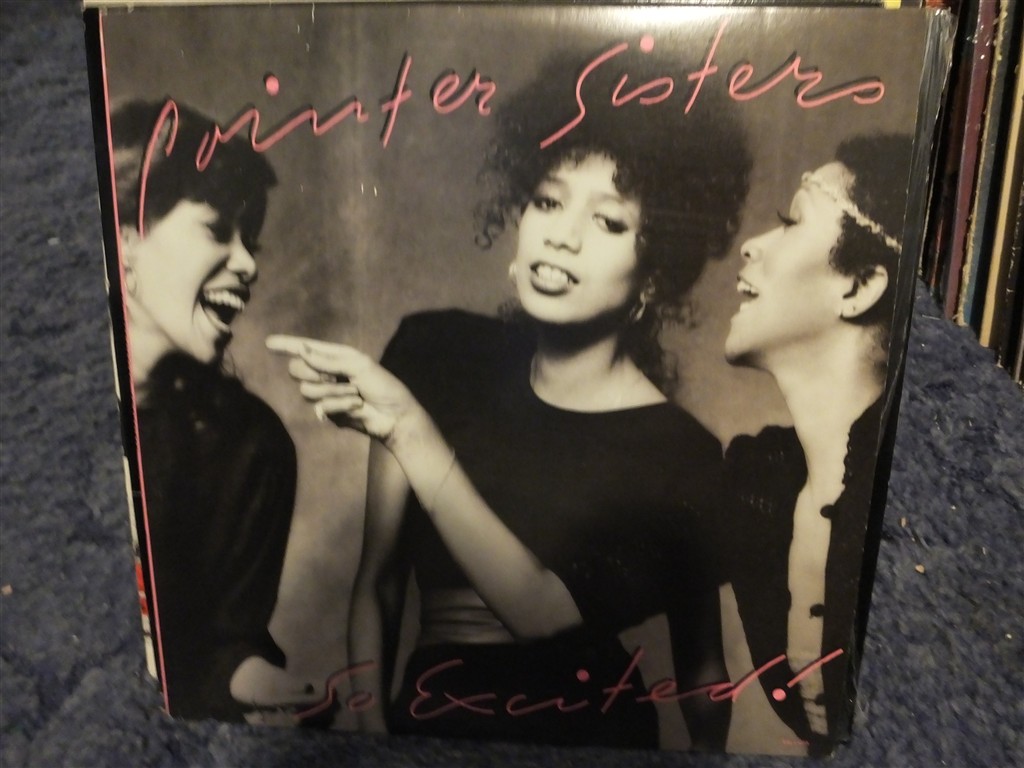 Pointer Sisters
So Excited!